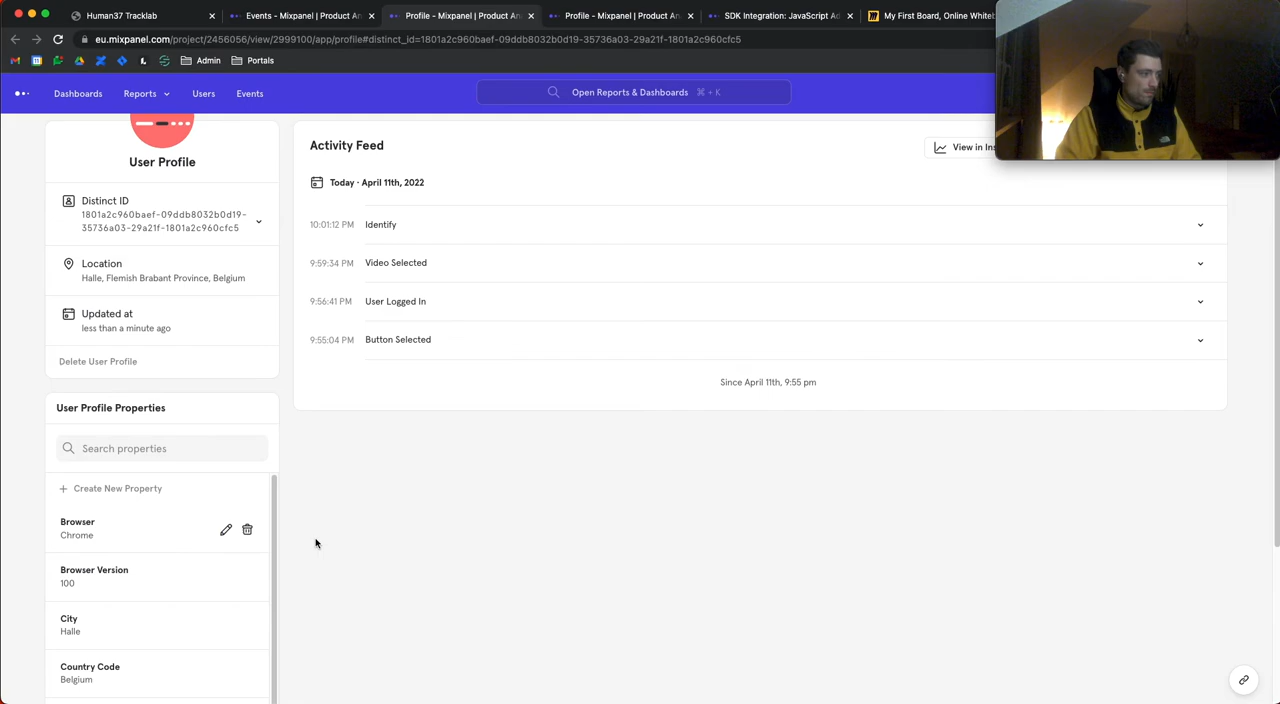 Human37 Tracklab
Events - Mixpanel | Product An
Profile - Mixpanel | Product An
Profile - Mixpanel | Product An
SDK Integration: JavaScript Ad
My First Board, Online Whiteb
eu.mixpanel.com/project/2456056/view/2999100/app/profile#distinct_id=1801a2c960baef-09ddb8032b0d19-35736a03-29a21f-1801a2c960cfc5
Admin
Portals
Dashboards
Reports
Users
Events
Open Reports & Dashboards ⌘ + K
User Profile
Distinct ID
1801a2c960baef-09ddb8032b0d19-
35736a03-29a21f-1801a2c960cfc5
Location
Halle, Flemish Brabant Province, Belgium
Updated at
less than a minute ago
Delete User Profile
User Profile Properties
Search properties
+ Create New Property
Browser
Chrome
Browser Version
100
City
Halle
Country Code
Belgium
Activity Feed
View in Ins
Today · April 11th, 2022
10:01:12 PM Identify
9:59:34 PM Video Selected
9:56:41 PM User Logged In
9:55:04 PM Button Selected
Since April 11th, 9:55 pm